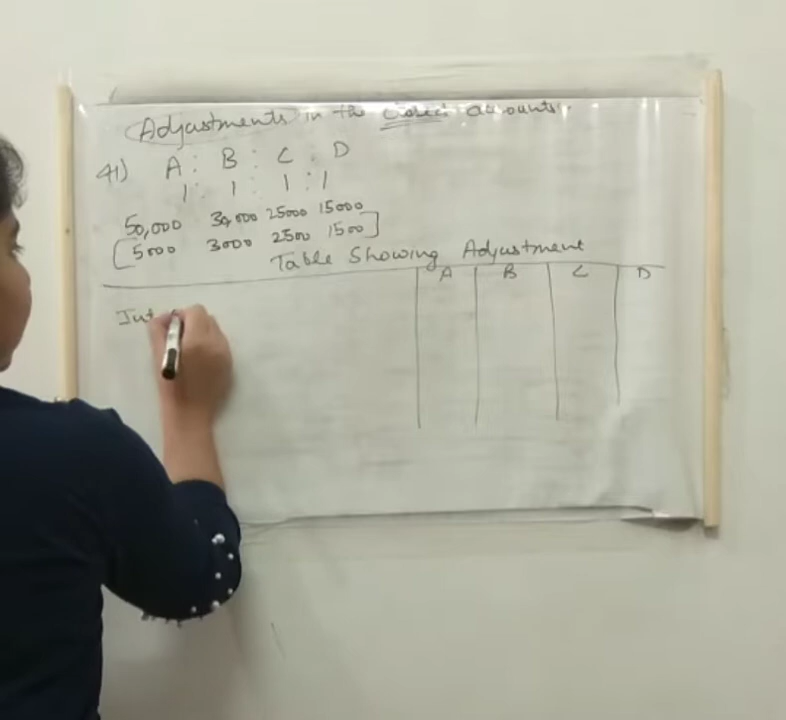 Adjustments in the closed accounts.
41) A : B : C : D
1 : 1 : 1 : 1
50,000 30,000 25000 15000
[5000 3000 2500 1500]
Table Showing Adjustment
A B C D
Int